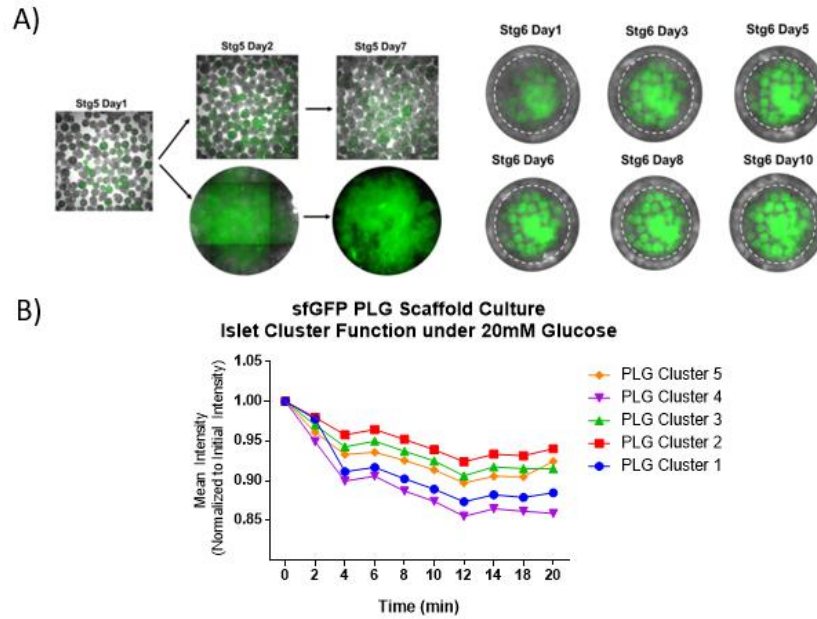 A)
Stg5 Day1
Stg5 Day2
Stg5 Day7
Stg6 Day1
Stg6 Day3
Stg6 Day5
Stg6 Day6
Stg6 Day8
Stg6 Day10
B)
sfGFP PLG Scaffold Culture
Islet Cluster Function under 20mM Glucose
Mean Intensity
(Normalized to Initial Intensity)
1.05
1.00
0.95
0.90
0.85
0 2 4 6 8 10 12 14 18 20
Time (min)
PLG Cluster 5
PLG Cluster 4
PLG Cluster 3
PLG Cluster 2
PLG Cluster 1